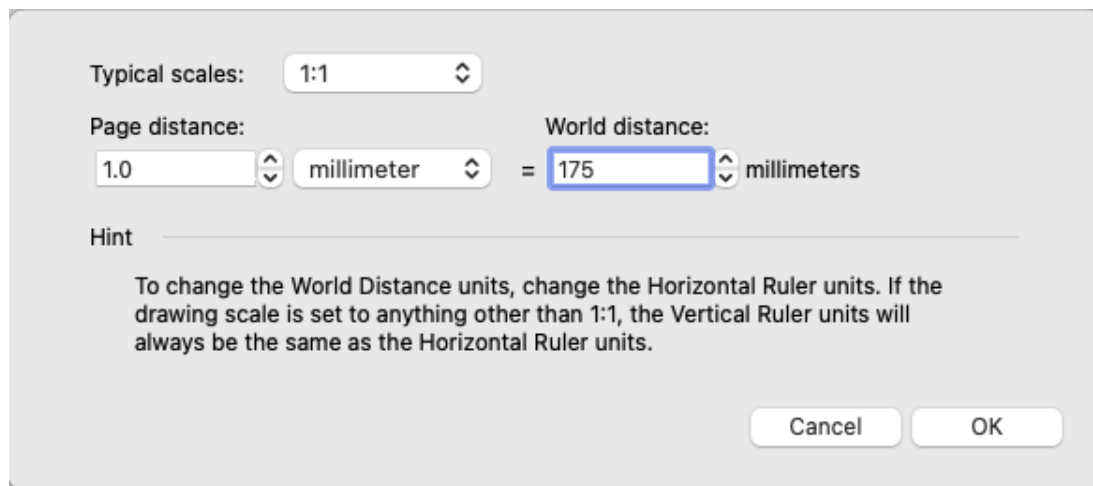 Typical scales: 1:1
Page distance: World distance:
1.0 millimeter = 175 millimeters
Hint
To change the World Distance units, change the Horizontal Ruler units. If the
drawing scale is set to anything other than 1:1, the Vertical Ruler units will
always be the same as the Horizontal Ruler units.
Cancel OK